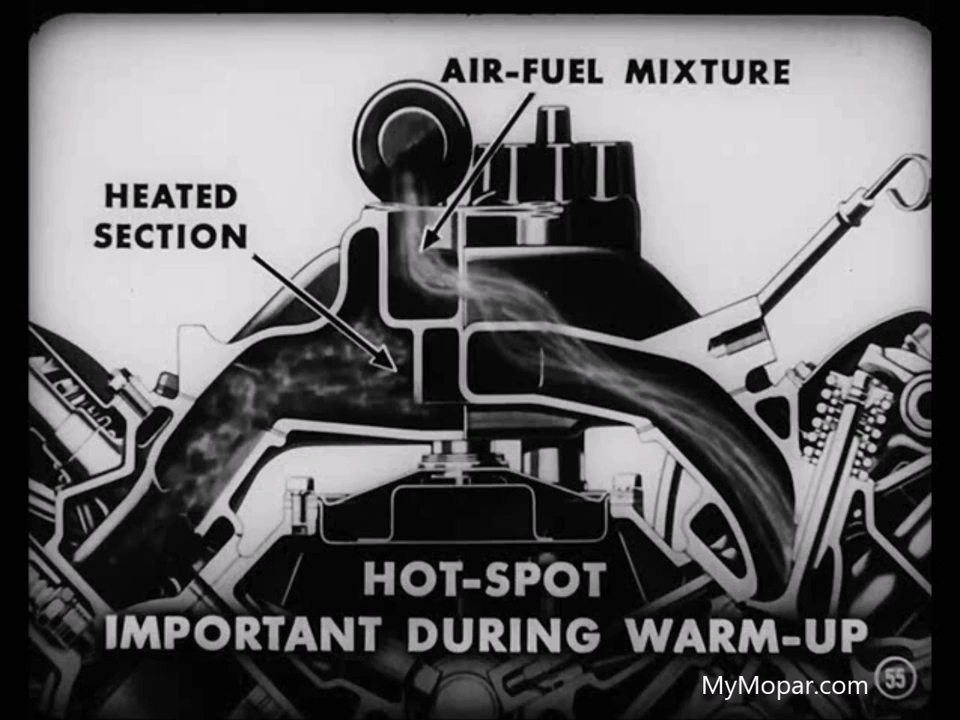 AIR-FUEL MIXTURE
HEATED
SECTION
HOT-SPOT
IMPORTANT DURING WARM-UP
MyMopar.com
55